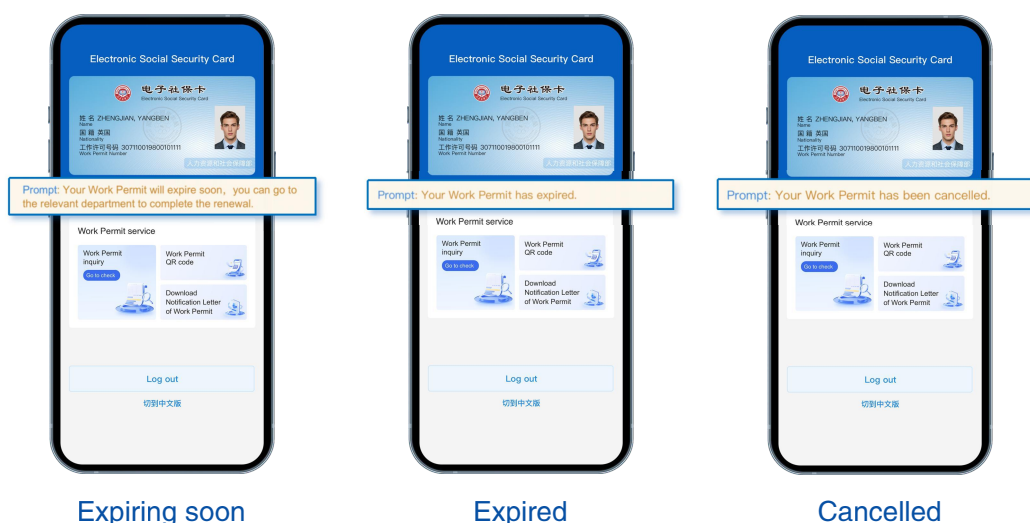 Electronic Social Security Card
电子社保卡
Electronic Social Security Card
姓 名 ZHENGJIAN, YANGBEN
Name
国 籍 英国
Nationality
工作许可号码 307110019800101111
Work Permit Number
人力资源和社会保障部
Prompt: Your Work Permit will expire soon, you can go to
the relevant department to complete the renewal.
Work Permit service
Work Permit
inquiry
Go to check
Work Permit
QR code
Download
Notification Letter
of Work Permit
Log out
切到中文版
Expiring soon
Electronic Social Security Card
电子社保卡
Electronic Social Security Card
姓 名 ZHENGJIAN, YANGBEN
Name
国 籍 英国
Nationality
工作许可号码 307110019800101111
Work Permit Number
人力资源和社会保障部
Prompt: Your Work Permit has expired.
Work Permit service
Work Permit
inquiry
Go to check
Work Permit
QR code
Download
Notification Letter
of Work Permit
Log out
切到中文版
Expired
Electronic Social Security Card
电子社保卡
Electronic Social Security Card
姓 名 ZHENGJIAN, YANGBEN
Name
国 籍 英国
Nationality
工作许可号码 307110019800101111
Work Permit Number
人力资源和社会保障部
Prompt: Your Work Permit has been cancelled.
Work Permit service
Work Permit
inquiry
Go to check
Work Permit
QR code
Download
Notification Letter
of Work Permit
Log out
切到中文版
Cancelled